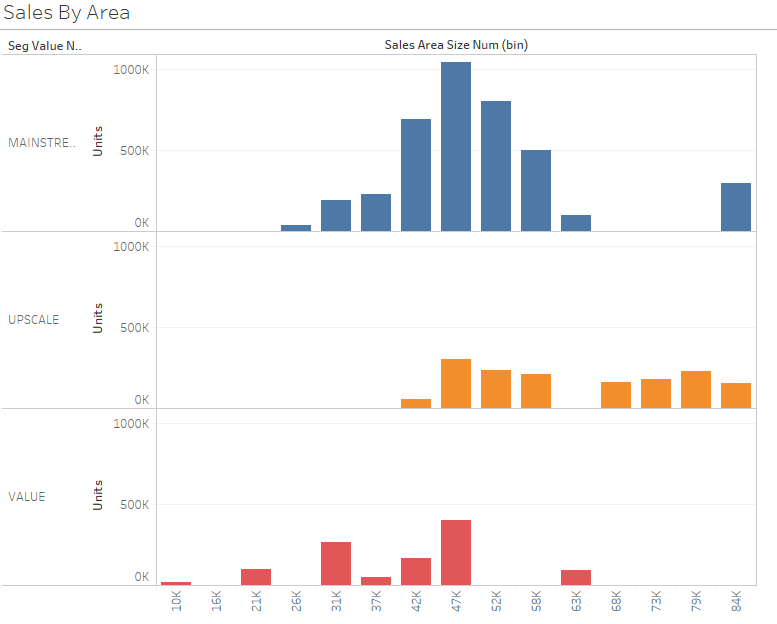 Sales By Area
Seg Value N..
Sales Area Size Num (bin)
MAINSTRE..
Units
1000K
500K
0K
UPSCALE
Units
1000K
500K
0K
VALUE
Units
1000K
500K
0K
10K 16K 21K 26K 31K 37K 42K 47K 52K 58K 63K 68K 73K 79K 84K